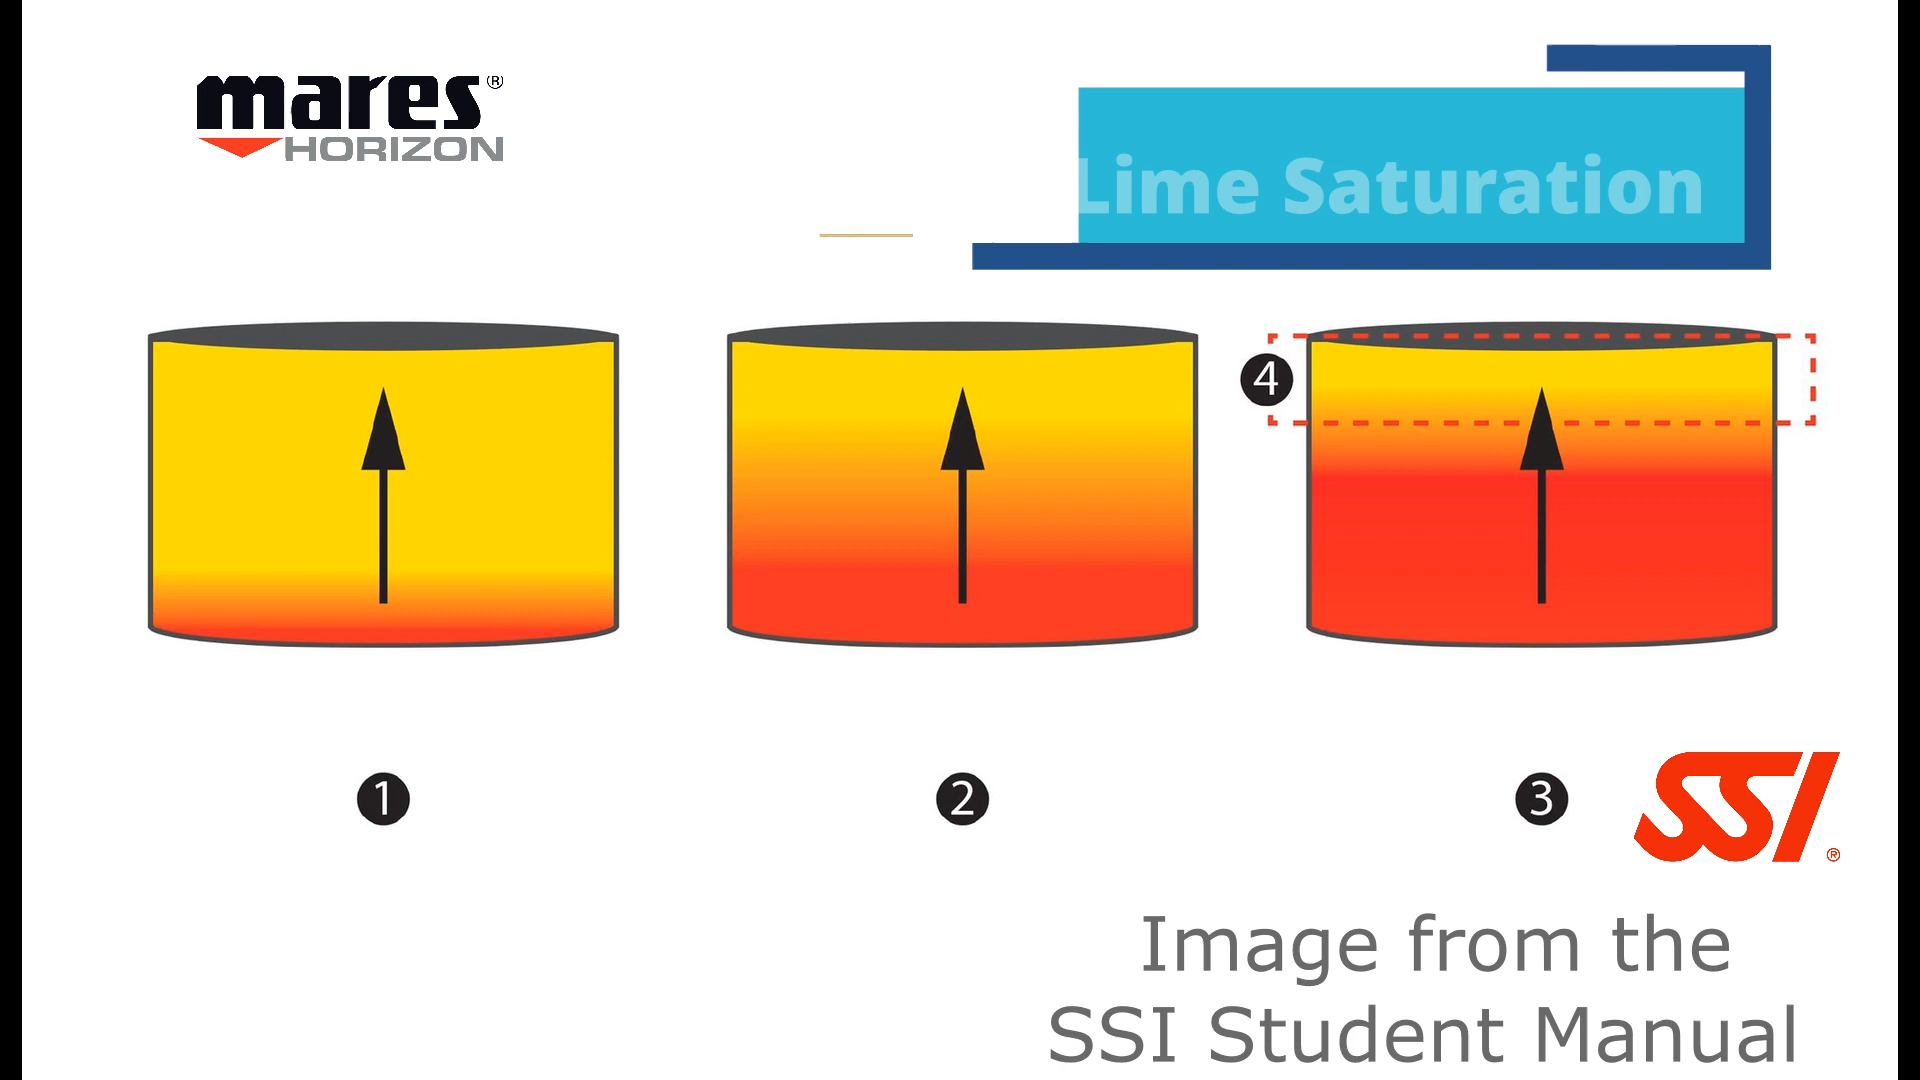 mares®
HORIZON
Lime Saturation
4
1
2
3
SSI®
Image from the
SSI Student Manual